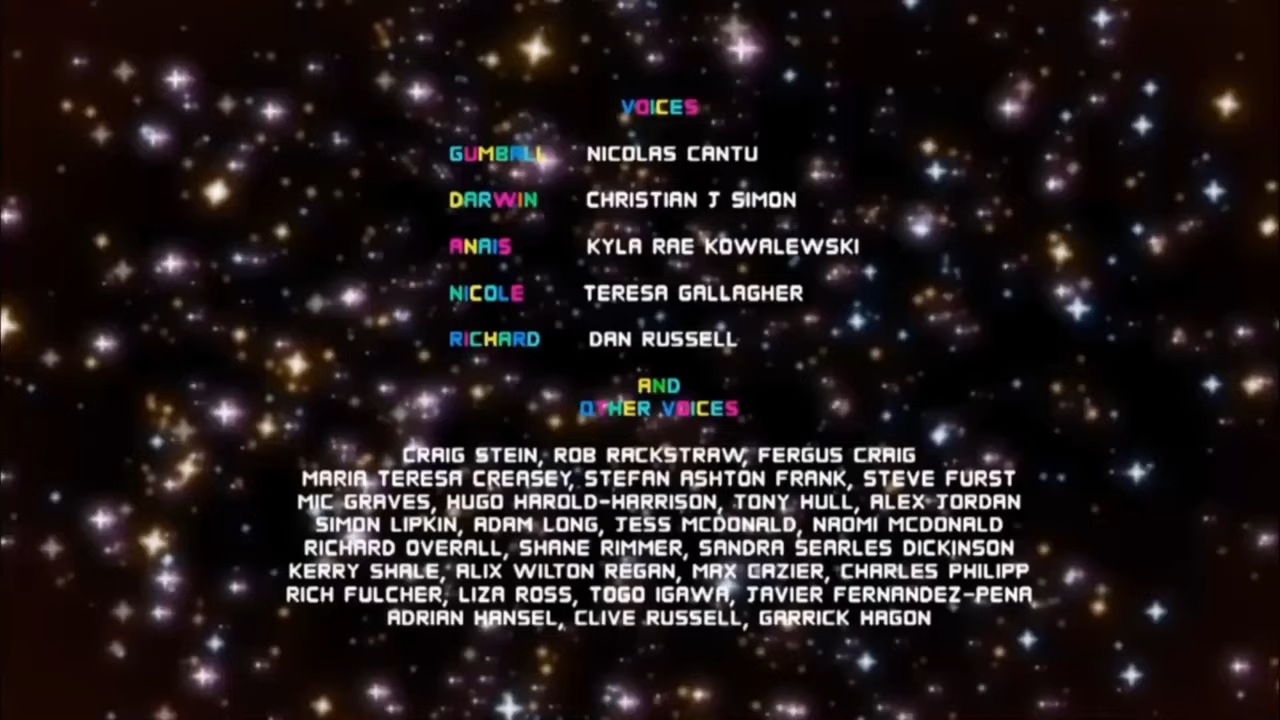 VOICES
GUMBALL NICOLAS CANTU
DARWIN CHRISTIAN J SIMON
ANAIS KYLA RAE KOWALEWSKI
NICOLE TERESA GALLAGHER
RICHARD DAN RUSSELL
AND
OTHER VOICES
CRAIG STEIN, ROB RACKSTRAW, FERGUS CRAIG
MARIA TERESA CREASEY, STEFAN ASHTON FRANK, STEVE FURST
MIC GRAVES, HUGO HAROLD-HARRISON, TONY HULL, ALEX JORDAN
SIMON LIPKIN, ADAM LONG, JESS MCDONALD, NAOMI MCDONALD
RICHARD OVERALL, SHANE RIMMER, SANDRA SEARLES DICKINSON
KERRY SHALE, ALIX WILTON REGAN, MAX CAZIER, CHARLES PHILIPP
RICH FULCHER, LIZA ROSS, TOGO IGAWA, JAVIER FERNANDEZ-PENA
ADRIAN HANSEL, CLIVE RUSSELL, GARRICK HAGON